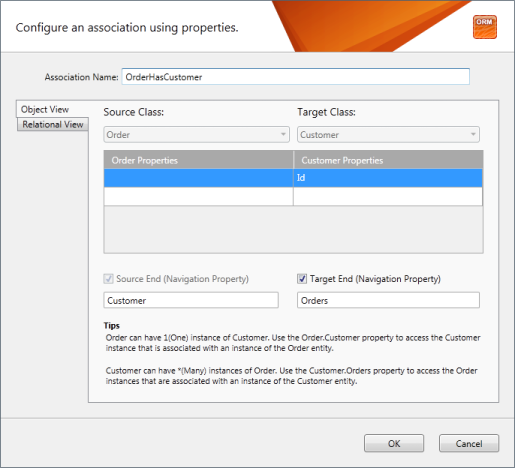 Configure an association using properties.
ORM
Association Name: OrderHasCustomer
Object View
Relational View
Source Class: Target Class:
Order Customer
Order Properties Customer Properties
Id
Source End (Navigation Property) Target End (Navigation Property)
Customer Orders
Tips
Order can have 1(One) instance of Customer. Use the Order.Customer property to access the Customer
instance that is associated with an instance of the Order entity.
Customer can have *(Many) instances of Order. Use the Customer.Orders property to access the Order
instances that are associated with an instance of the Customer entity.
OK Cancel